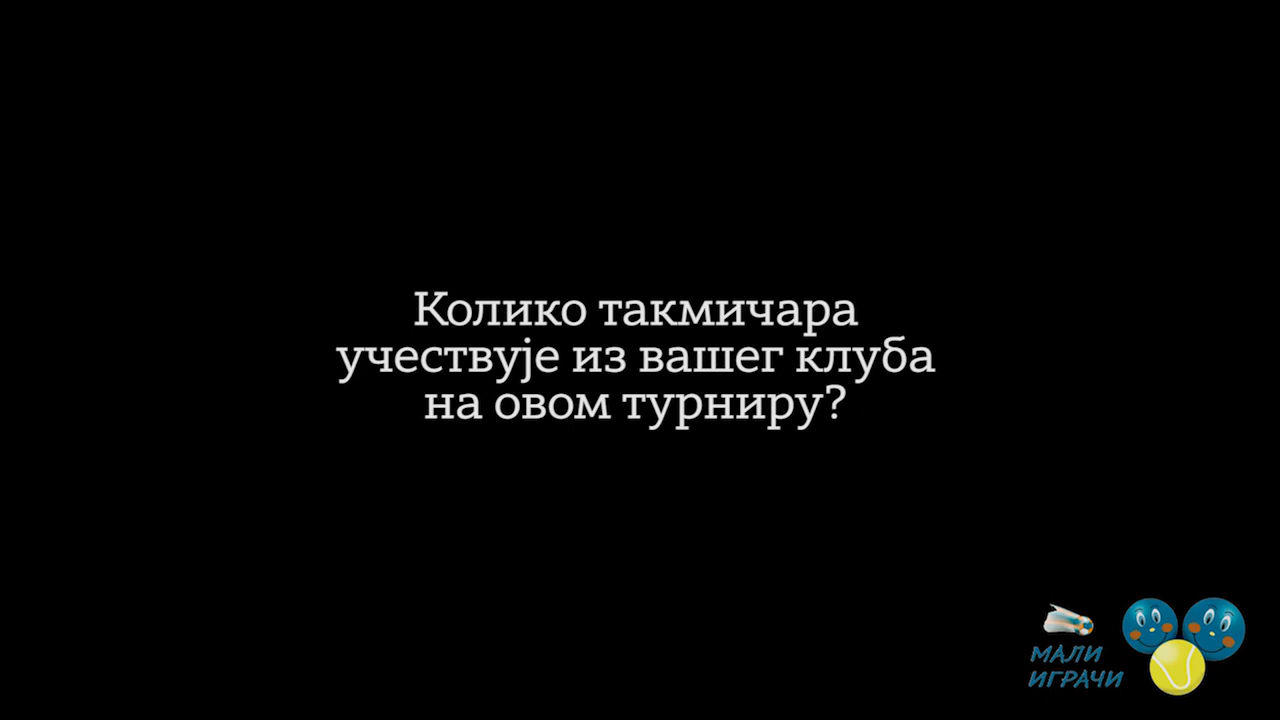 Колико такмичара
учествује из вашег клуба
на овом турниру?
МАЛИ
ИГРАЧИ